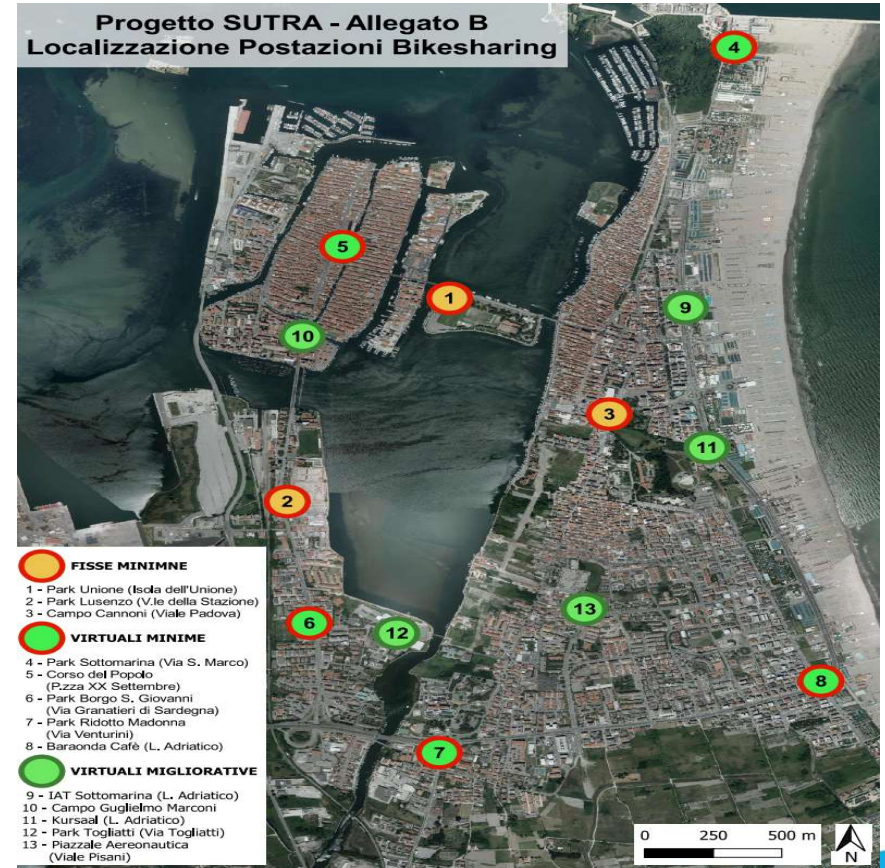 Progetto SUTRA - Allegato B
Localizzazione Postazioni Bikesharing
4
5
1
9
10
3
11
2
13
6
12
8
7
FISSE MINIMNE
1 - Park Unione (Isola dell'Unione)
2 - Park Lusenzo (V.le della Stazione)
3 - Campo Cannoni (Viale Padova)
VIRTUALI MINIME
4 - Park Sottomarina (Via S. Marco)
5 - Corso del Popolo
(P.zza XX Settembre)
6 - Park Borgo S. Giovanni
(Via Granatieri di Sardegna)
7 - Park Ridotto Madonna
(Via Venturini)
8 - Baraonda Cafè (L. Adriatico)
VIRTUALI MIGLIORATIVE
9 - IAT Sottomarina (L. Adriatico)
10 - Campo Guglielmo Marconi
11 - Kursaal (L. Adriatico)
12 - Park Togliatti (Via Togliatti)
13 - Piazzale Aereonautica
(Viale Pisani)
0 250 500 m
N